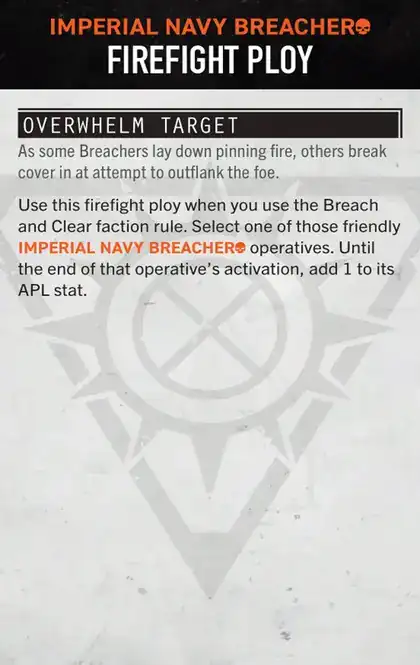 IMPERIAL NAVY BREACHER
FIREFIGHT PLOY
OVERWHELM TARGET
As some Breachers lay down pinning fire, others break
cover in at attempt to outflank the foe.
Use this firefight ploy when you use the Breach
and Clear faction rule. Select one of those friendly
IMPERIAL NAVY BREACHER operatives. Until
the end of that operative's activation, add 1 to its
APL stat.